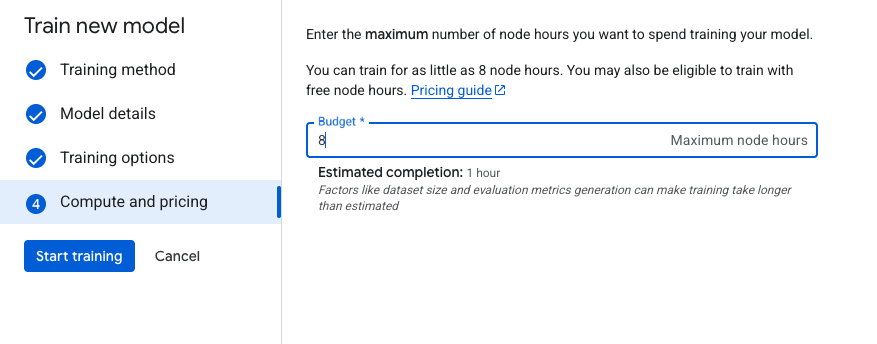 Train new model
Training method
Model details
Training options
4 Compute and pricing
Start training Cancel
Enter the maximum number of node hours you want to spend training your model.
You can train for as little as 8 node hours. You may also be eligible to train with
free node hours. Pricing guide
Budget *
8 Maximum node hours
Estimated completion: 1 hour
Factors like dataset size and evaluation metrics generation can make training take longer
than estimated